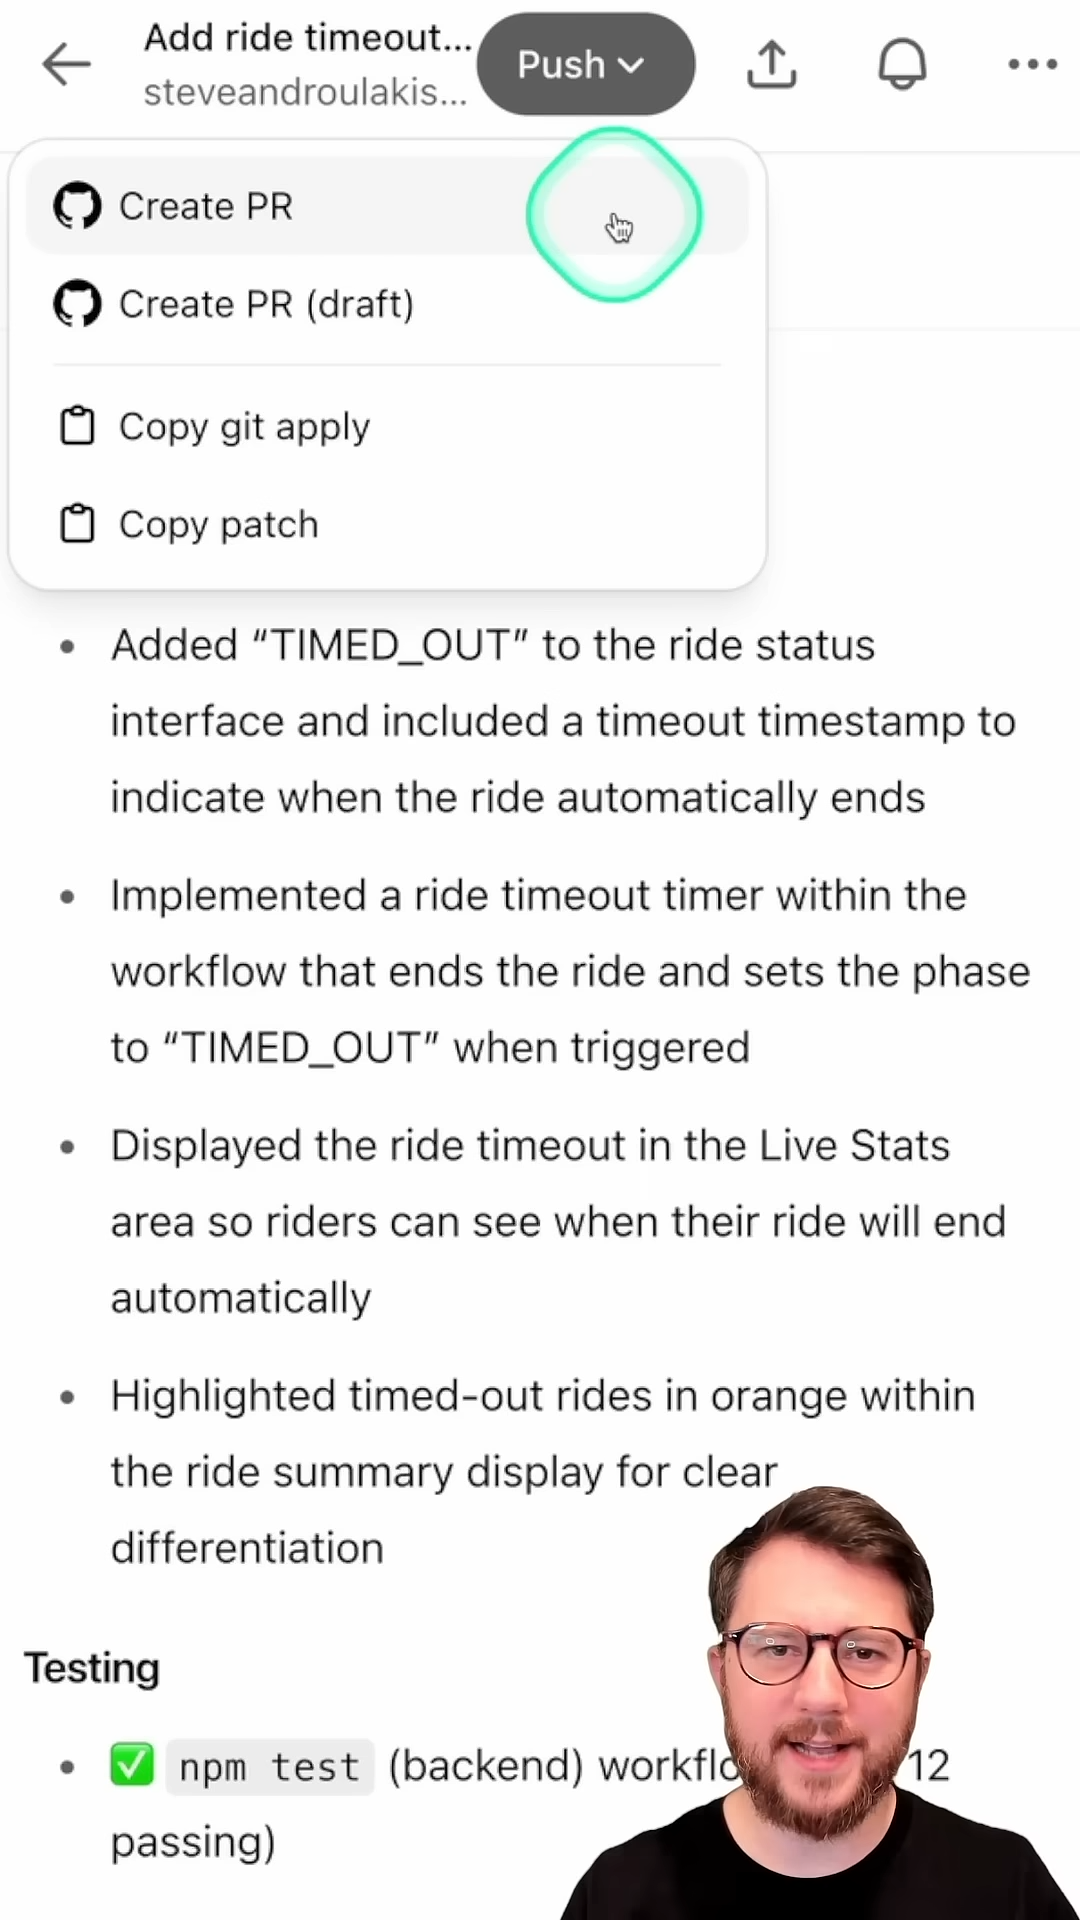 Add ride timeout...
steveandroulakis...
Push
Create PR
Create PR (draft)
Copy git apply
Copy patch
• Added “TIMED_OUT” to the ride status
interface and included a timeout timestamp to
indicate when the ride automatically ends
• Implemented a ride timeout timer within the
workflow that ends the ride and sets the phase
to “TIMED_OUT” when triggered
• Displayed the ride timeout in the Live Stats
area so riders can see when their ride will end
automatically
• Highlighted timed-out rides in orange within
the ride summary display for clear
differentiation
Testing
• ✅ npm test (backend) 12
passing)